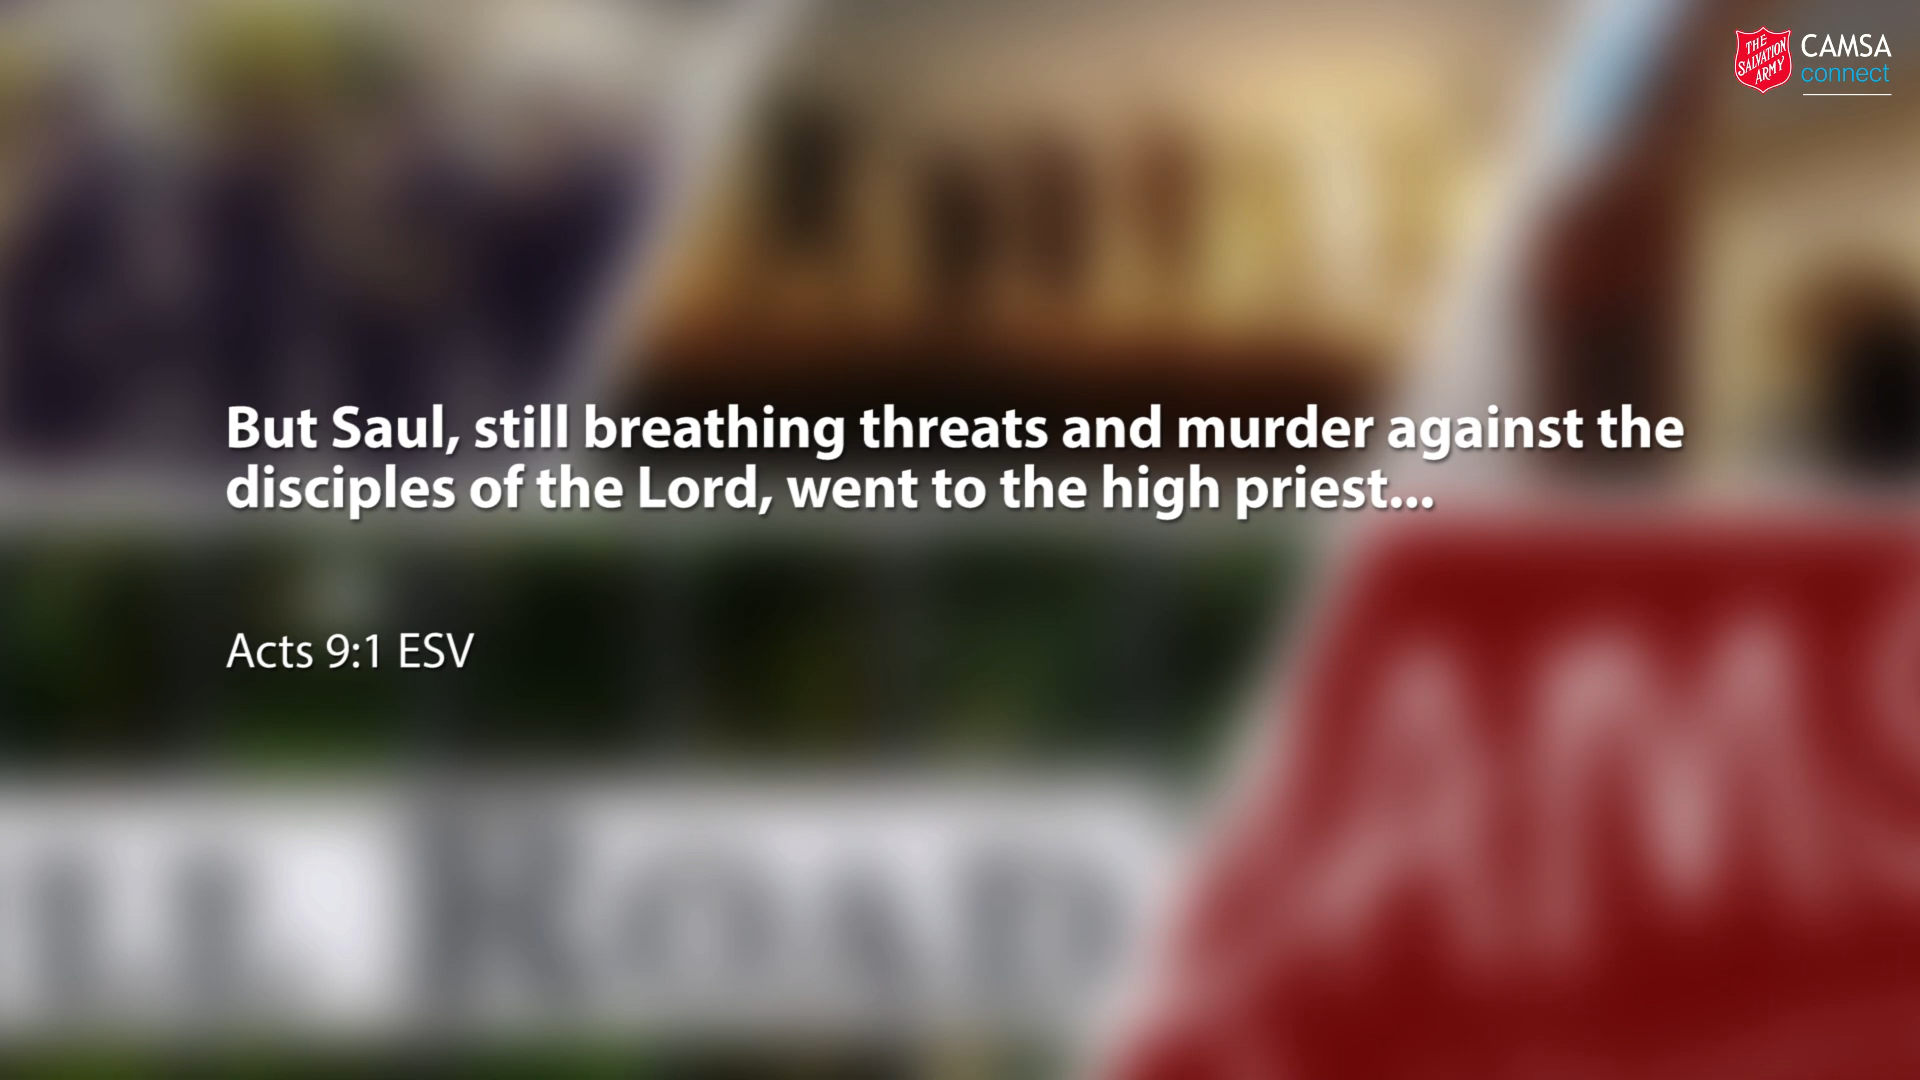 THE
SALVATION
ARMY
CAMSA
connect
But Saul, still breathing threats and murder against the
disciples of the Lord, went to the high priest...
Acts 9:1 ESV